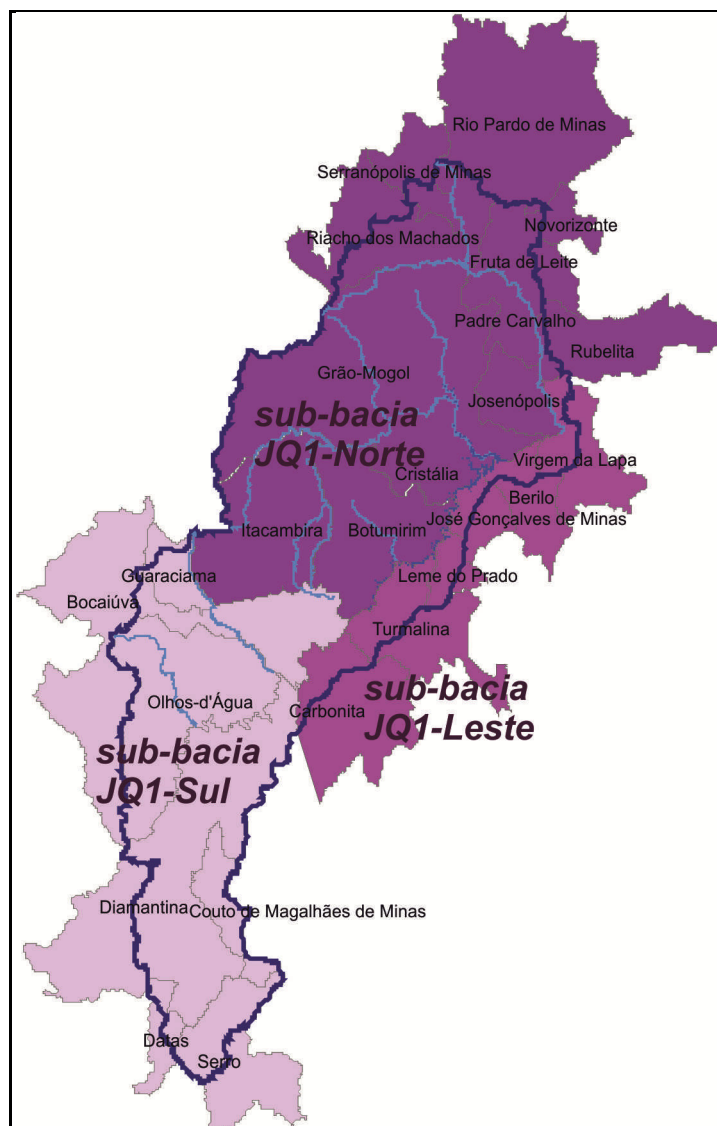 Rio Pardo de Minas
Serranópolis de Minas
Novorizonte
Riacho dos Machados
Fruta de Leite
Padre Carvalho
Rubelita
Grão-Mogol
Josenópolis
sub-bacia
JQ1-Norte
Virgem da Lapa
Cristália
Berilo
José Gonçalves de Minas
Itacambira
Botumirim
Guaraciama
Leme do Prado
Bocaiúva
Turmalina
sub-bacia
JQ1-Leste
Olhos-d'Água
Carbonita
sub-bacia
JQ1-Sul
Diamantina
Couto de Magalhães de Minas
Datas
Serro